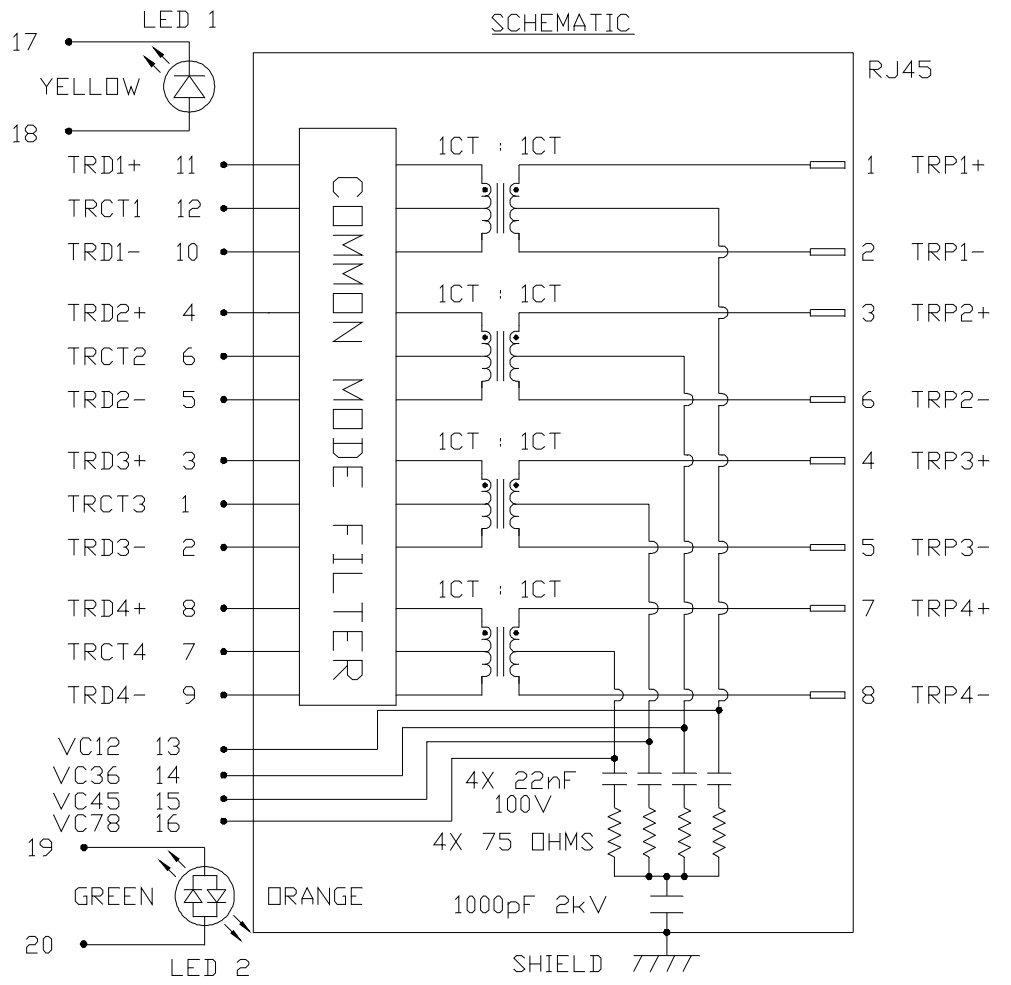 SCHEMATIC
LED 1
17
YELLOW
18
RJ45
1CT : 1CT
TRD1+ 11 1 TRP1+
TRCT1 12
TRD1- 10 2 TRP1-
1CT : 1CT
TRD2+ 4 3 TRP2+
TRCT2 6
TRD2- 5 6 TRP2-
1CT : 1CT
TRD3+ 3 4 TRP3+
TRCT3 1
TRD3- 2 5 TRP3-
1CT : 1CT
TRD4+ 8 7 TRP4+
TRCT4 7
TRD4- 9 8 TRP4-
COMMON MODE FILTER
VC12 13
VC36 14
VC45 15
VC78 16
4X 22nF
100V
4X 75 OHMS
1000pF 2kV
19
GREEN ORANGE
20
LED 2
SHIELD